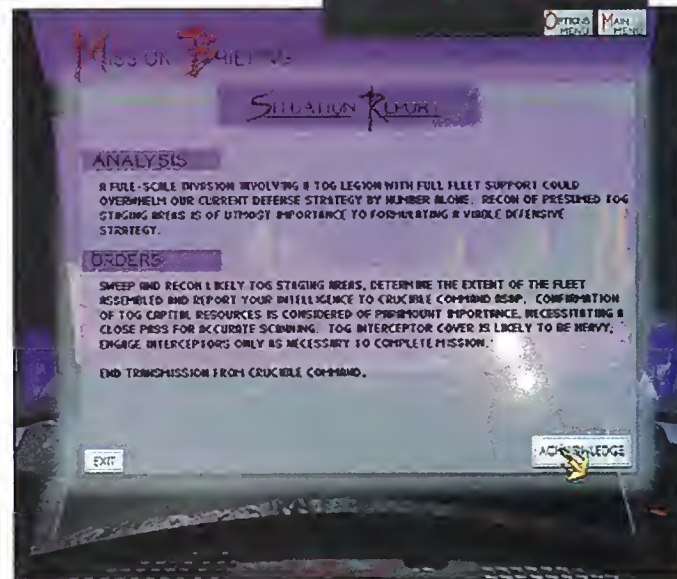 OPTIONS MENU
MAIN MENU
MISSION BRIEFING
SITUATION REPORT
ANALYSIS
A FULL-SCALE INVASION INVOLVING A TOG LEGION WITH FULL FLEET SUPPORT COULD
OVERWHELM OUR CURRENT DEFENSE STRATEGY BY NUMBER ALONE. RECON OF PRESUMED TOG
STAGING AREAS IS OF UTMOST IMPORTANCE TO FORMULATING A VIABLE DEFENSIVE
STRATEGY.
ORDERS
SWEEP AND RECON LIKELY TOG STAGING AREAS, DETERMINE THE EXTENT OF THE FLEET
ASSEMBLED AND REPORT YOUR INTELLIGENCE TO CRUCIBLE COMMAND ASAP. CONFIRMATION
OF TOG CAPITAL RESOURCES IS CONSIDERED OF PARAMOUNT IMPORTANCE, NECESSITATING A
CLOSE PASS FOR ACCURATE SCANNING. TOG INTERCEPTOR COVER IS LIKELY TO BE HEAVY;
ENGAGE INTERCEPTORS ONLY AS NECESSARY TO COMPLETE MISSION.
END TRANSMISSION FROM CRUCIBLE COMMAND.
EXIT
ACKNOWLEDGE